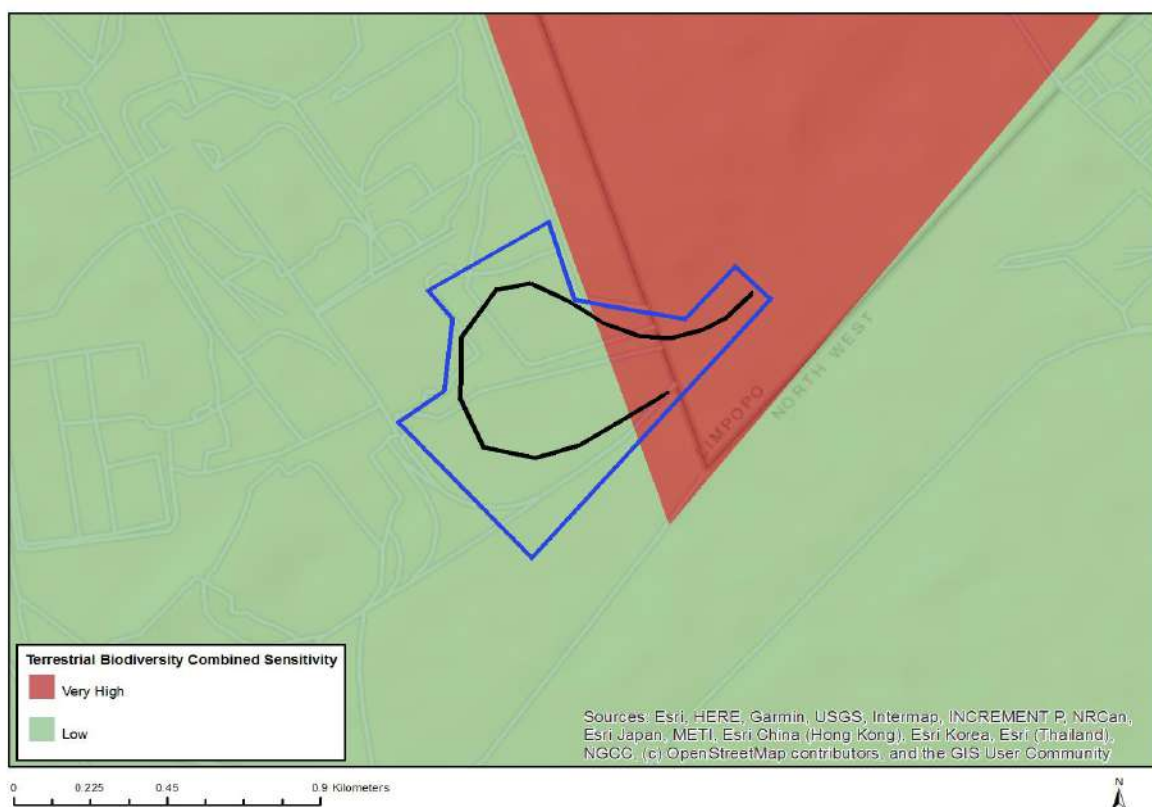 LIMPOPO
NORTH WEST
Terrestrial Biodiversity Combined Sensitivity
Very High
Low
Sources: Esri, HERE, Garmin, USGS, Intermap, INCREMENT P, NRCan,
Esri Japan, METI, Esri China (Hong Kong), Esri Korea, Esri (Thailand),
NGCC, (c) OpenStreetMap contributors, and the GIS User Community
0 0.225 0.45 0.9 Kilometers
N